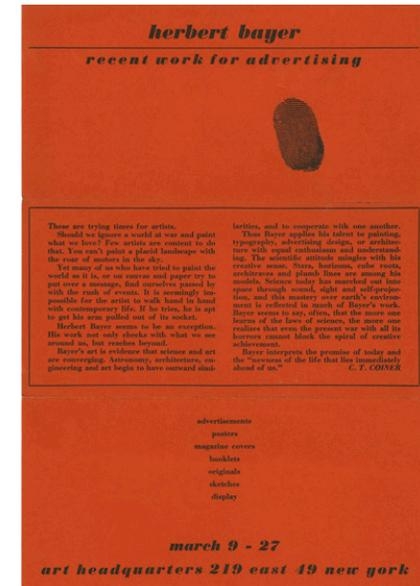 herbert bayer
recent work for advertising
These are trying times for artists.
Should we ignore a world at war and paint
what we love? Few artists are content to do
that. You can't paint a placid landscape with
the roar of motors in the sky.
Yet many of us who have tried to paint the
world as it is, or on canvas and paper try to
put over a message, find ourselves passed by
with the rush of events. It is seemingly im-
possible for the artist to walk hand in hand
with contemporary life. If he tries, he is apt
to get his arm pulled out of its socket.
Herbert Bayer seems to be an exception.
His work not only checks with what we see
around us, but reaches beyond.
Bayer's art is evidence that science and art
are converging. Astronomy, architecture, en-
gineering and art begin to have outward simi-
larities, and to cooperate with one another.
Thus Bayer applies his talent to painting,
typography, advertising design, or architec-
ture with equal enthusiasm and understand-
ing. The scientific attitude mingles with his
creative sense. Stars, horizons, cube roots,
architraves and plumb lines are among his
models. Science today has marched out into
space through sound, sight and self-projec-
tion, and this mastery over earth's environ-
ment is reflected in much of Bayer's work.
Bayer seems to say, often, that the more one
learns of the laws of science, the more one
realizes that even the present war with all its
horrors cannot block the spiral of creative
achievement.
Bayer interprets the promise of today and
the "newness of the life that lies immediately
ahead of us." C. T. COINER
advertisements
posters
magazine covers
booklets
originals
sketches
display
march 9 - 27
art headquarters 219 east 49 new york